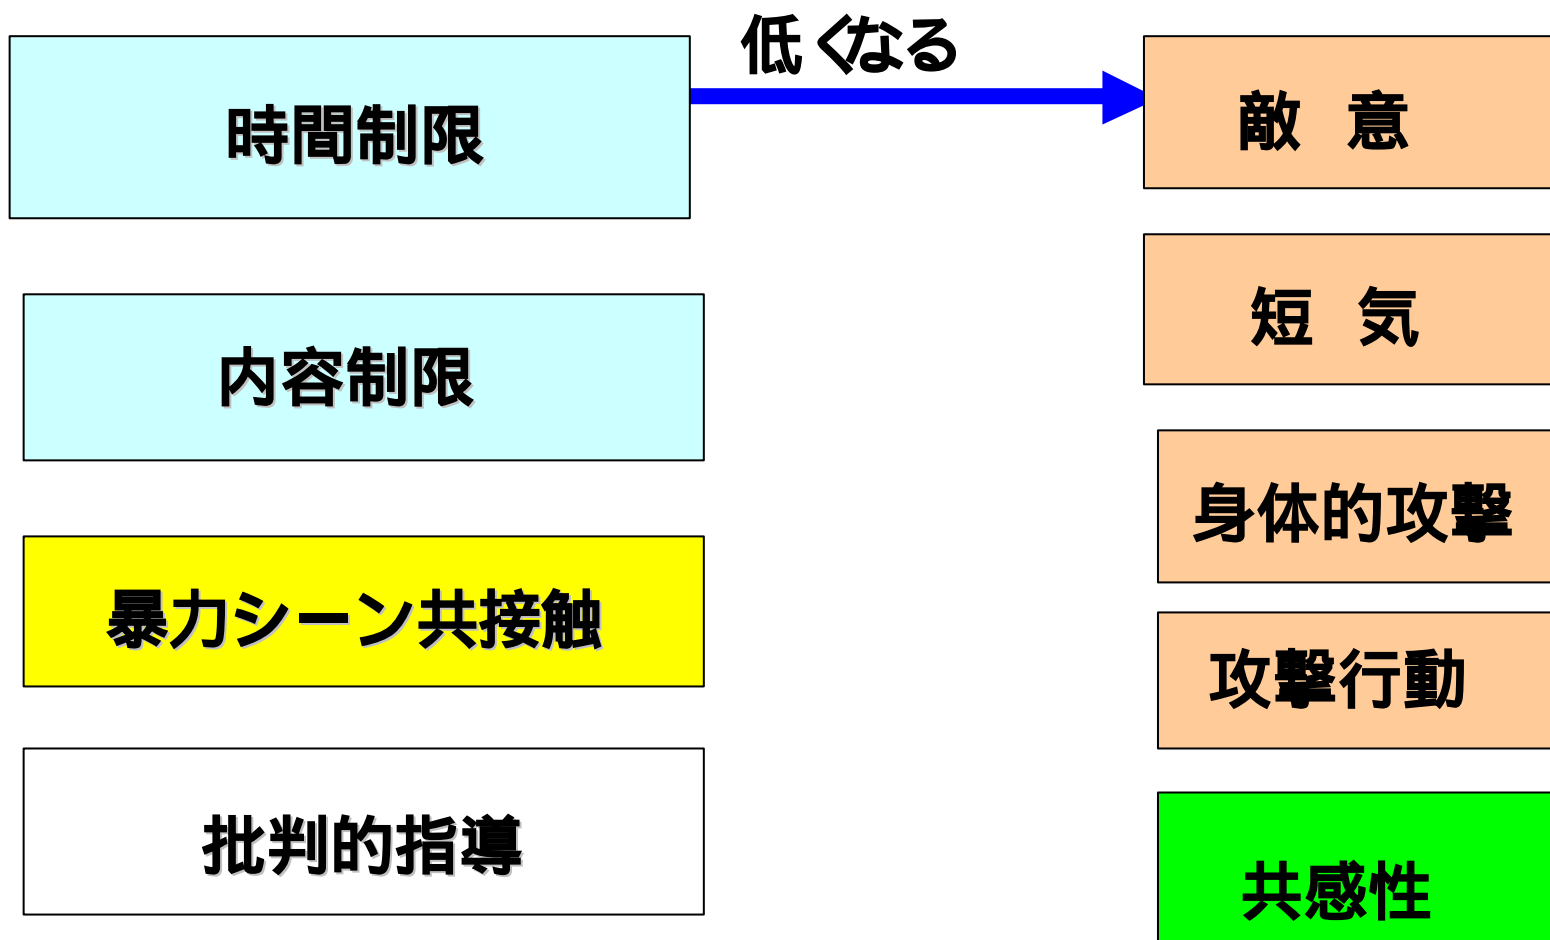 低くなる
時間制限
敵 意
短 気
内容制限
身体的攻撃
暴力シーン共接触
攻撃行動
批判的指導
共感性